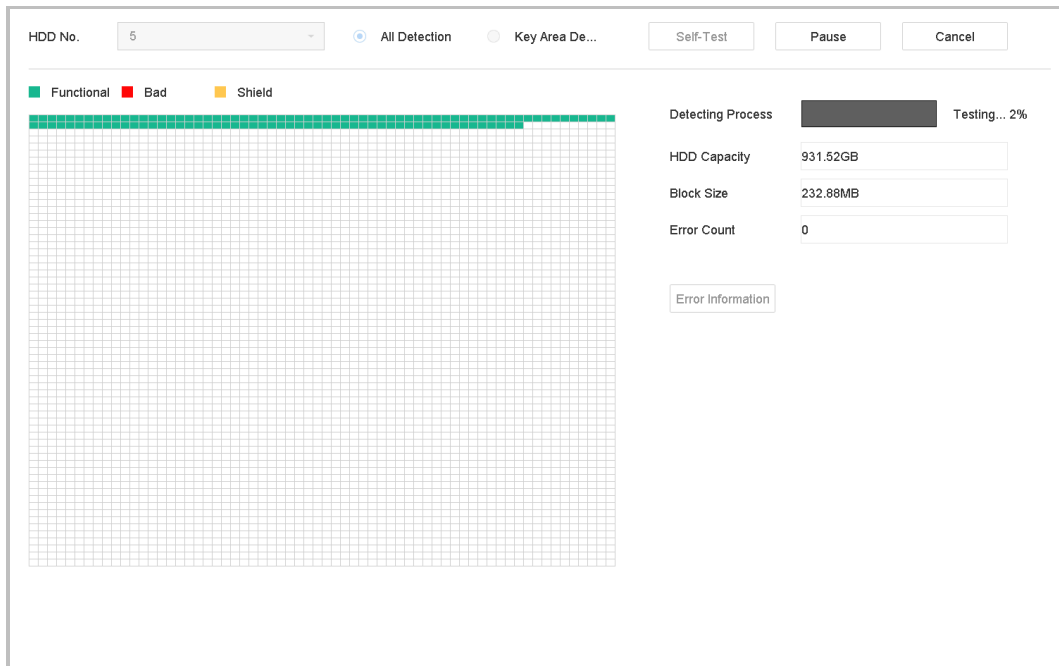 HDD No. 5 All Detection Key Area De... Self-Test Pause Cancel
Functional Bad Shield
Detecting Process Testing... 2%
HDD Capacity 931.52GB
Block Size 232.88MB
Error Count 0
Error Information